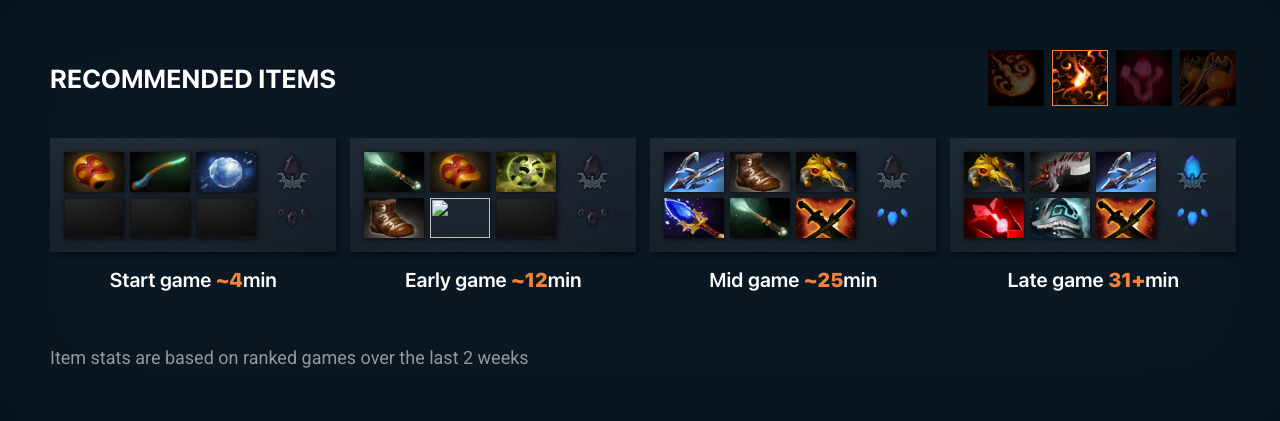 RECOMMENDED ITEMS
Start game ~4min
Early game ~12min
Mid game ~25min
Late game 31+min
Item stats are based on ranked games over the last 2 weeks